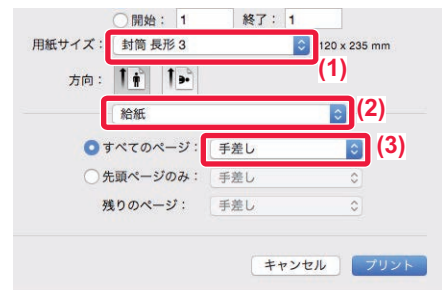 開始： 1 終了： 1
用紙サイズ： 封筒 長形 3 120 x 235 mm
(1)
方向：
給紙 (2)
すべてのページ： 手差し (3)
先頭ページのみ： 手差し
残りのページ： 手差し
キャンセル プリント